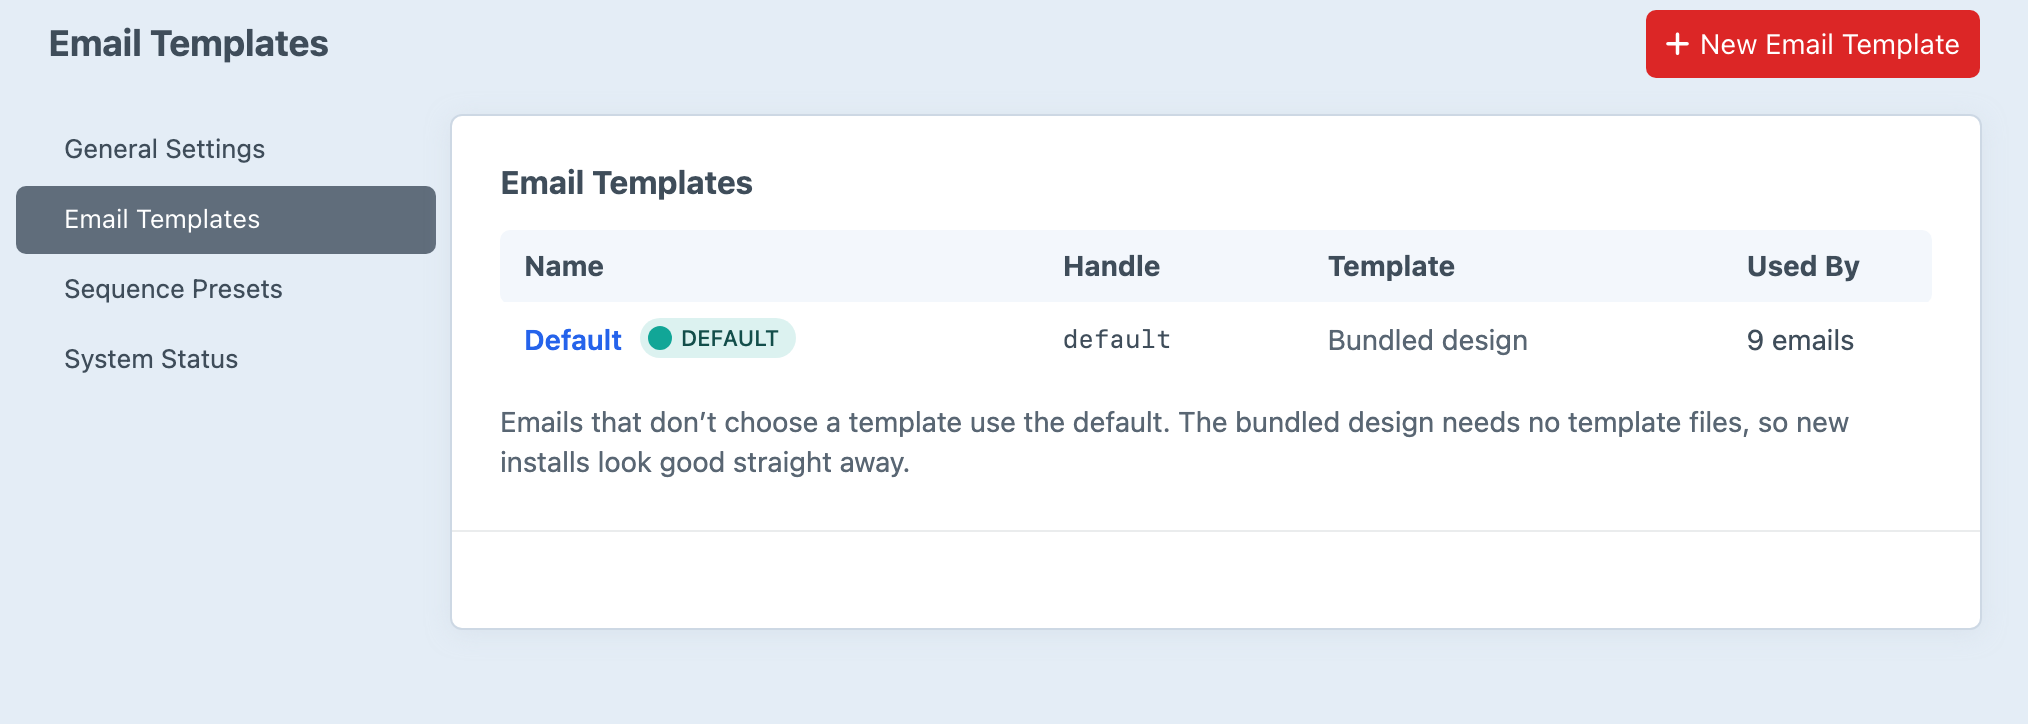 Email Templates
+ New Email Template
General Settings
Email Templates
Sequence Presets
System Status
Email Templates
Name Handle Template Used By
Default DEFAULT default Bundled design 9 emails
Emails that don’t choose a template use the default. The bundled design needs no template files, so new
installs look good straight away.